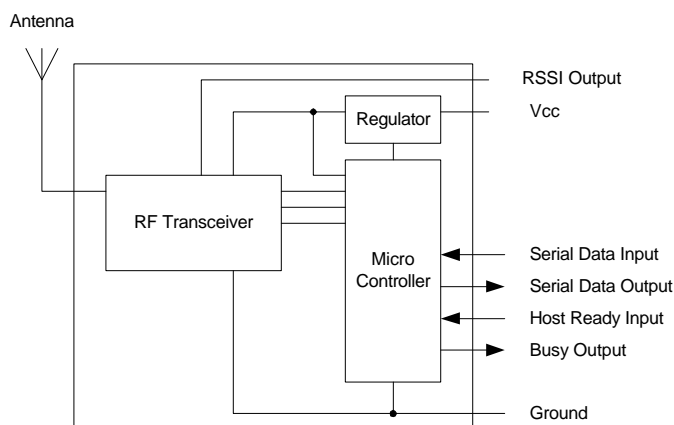 Antenna
RSSI Output
Vcc
Regulator
RF Transceiver
Micro
Controller
Serial Data Input
Serial Data Output
Host Ready Input
Busy Output
Ground